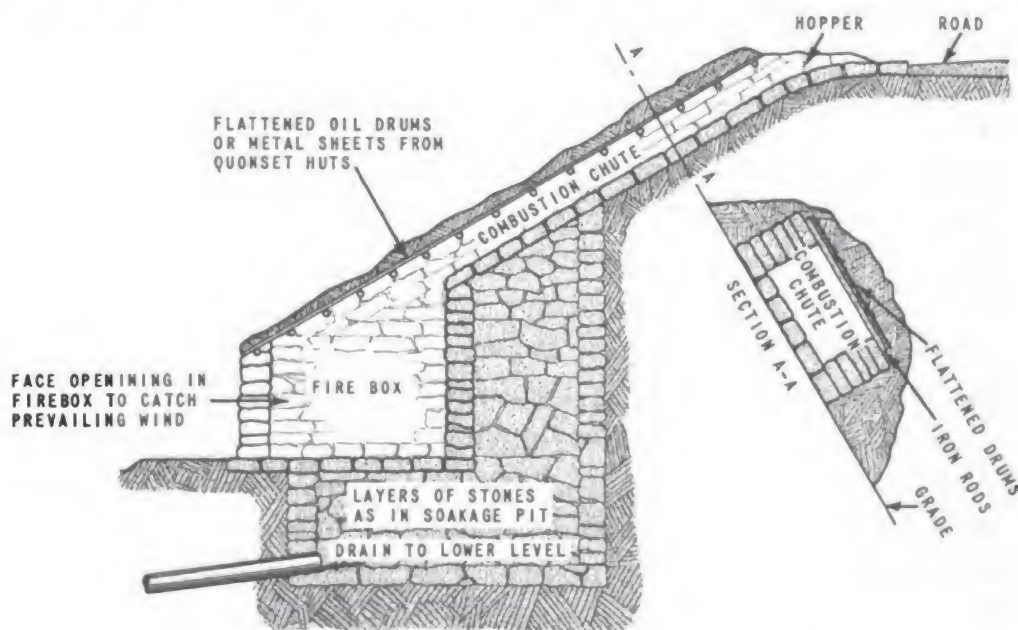 HOPPER
ROAD
A
FLATTENED OIL DRUMS
OR METAL SHEETS FROM
QUONSET HUTS
COMBUSTION CHUTE
A
COMBUSTION
CHUTE
SECTION A-A
FLATTENED DRUMS
IRON RODS
GRADE
FACE OPENINING IN
FIREBOX TO CATCH
PREVAILING WIND
FIRE BOX
LAYERS OF STONES
AS IN SOAKAGE PIT
DRAIN TO LOWER LEVEL